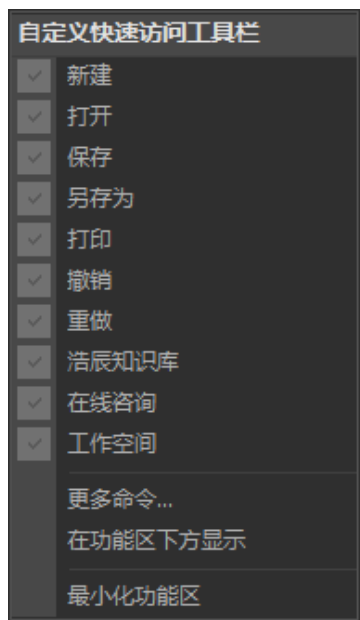 自定义快速访问工具栏
新建
打开
保存
另存为
打印
撤销
重做
浩辰知识库
在线咨询
工作空间
更多命令...
在功能区下方显示
最小化功能区